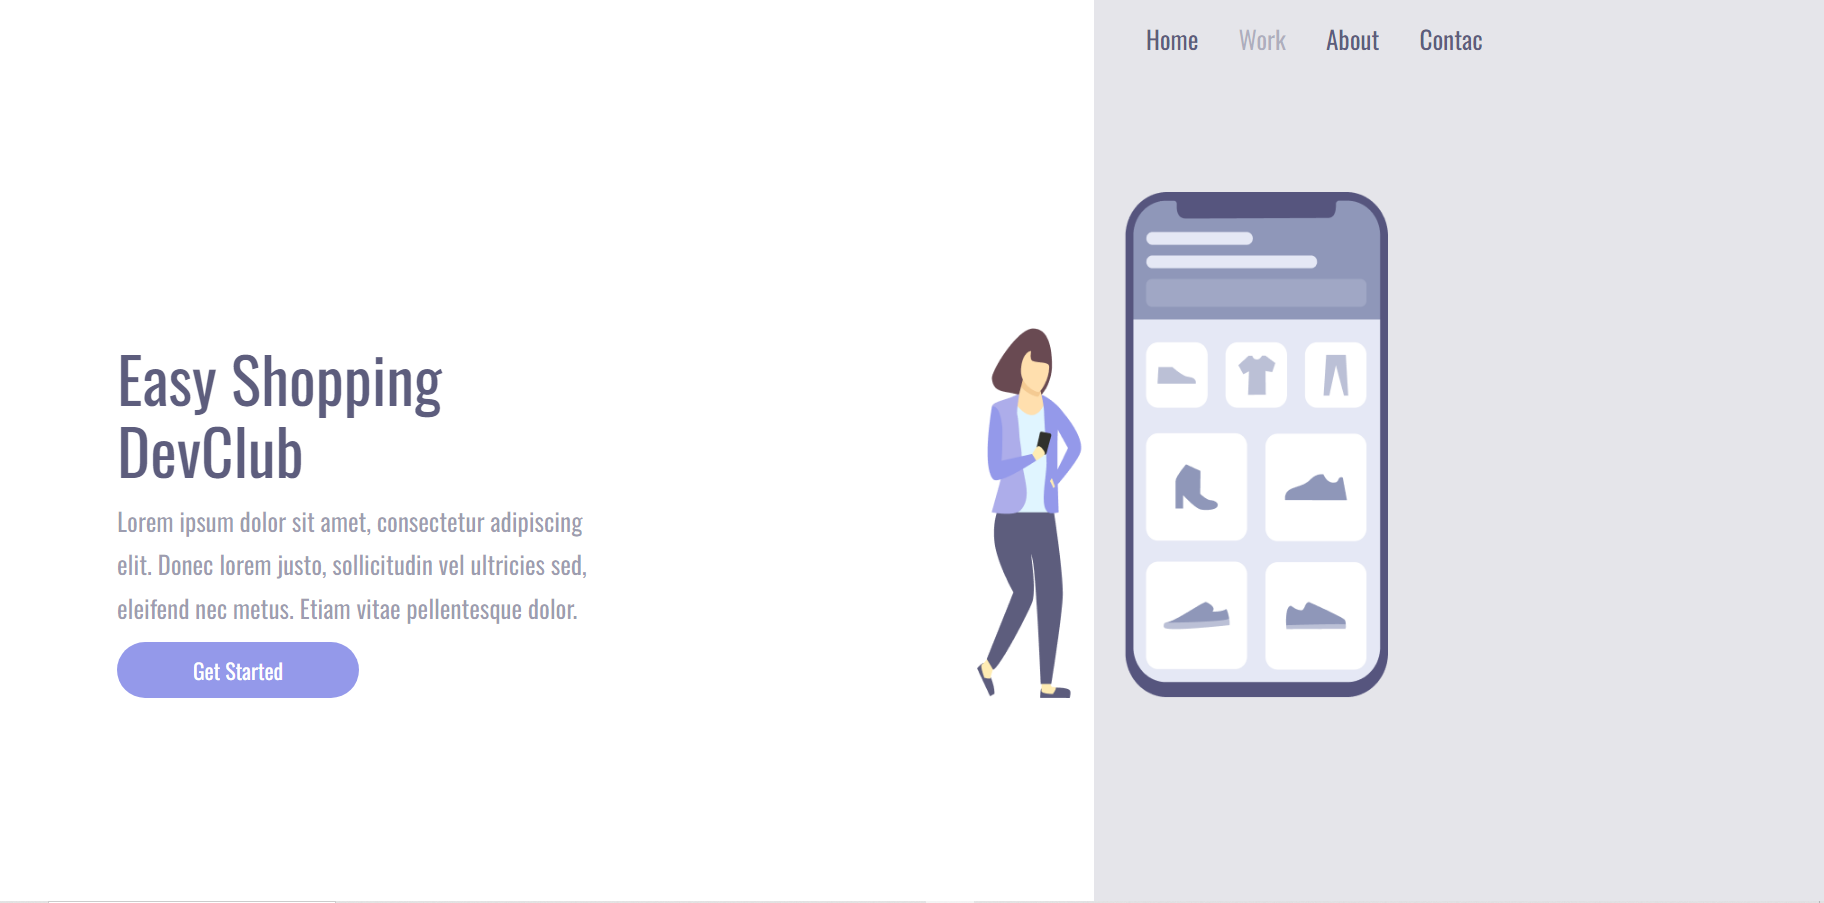 Home Work About Contac
Easy Shopping
DevClub
Lorem ipsum dolor sit amet, consectetur adipiscing
elit. Donec lorem justo, sollicitudin vel ultricies sed,
eleifend nec metus. Etiam vitae pellentesque dolor.
Get Started